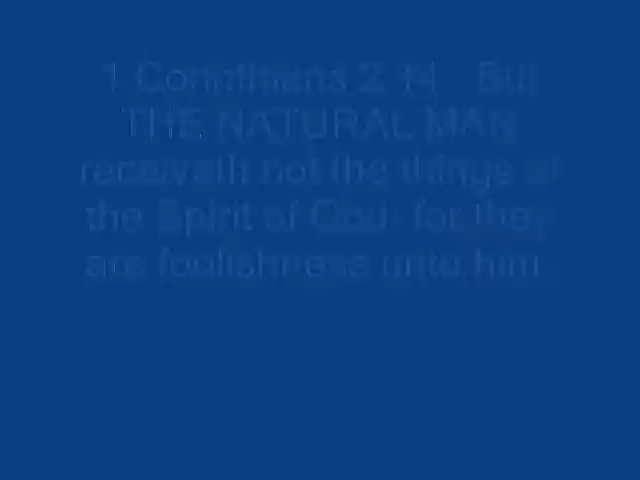 1 Corinthians 2:14 But
THE NATURAL MAN
receiveth not the things of
the Spirit of God: for they
are foolishness unto him